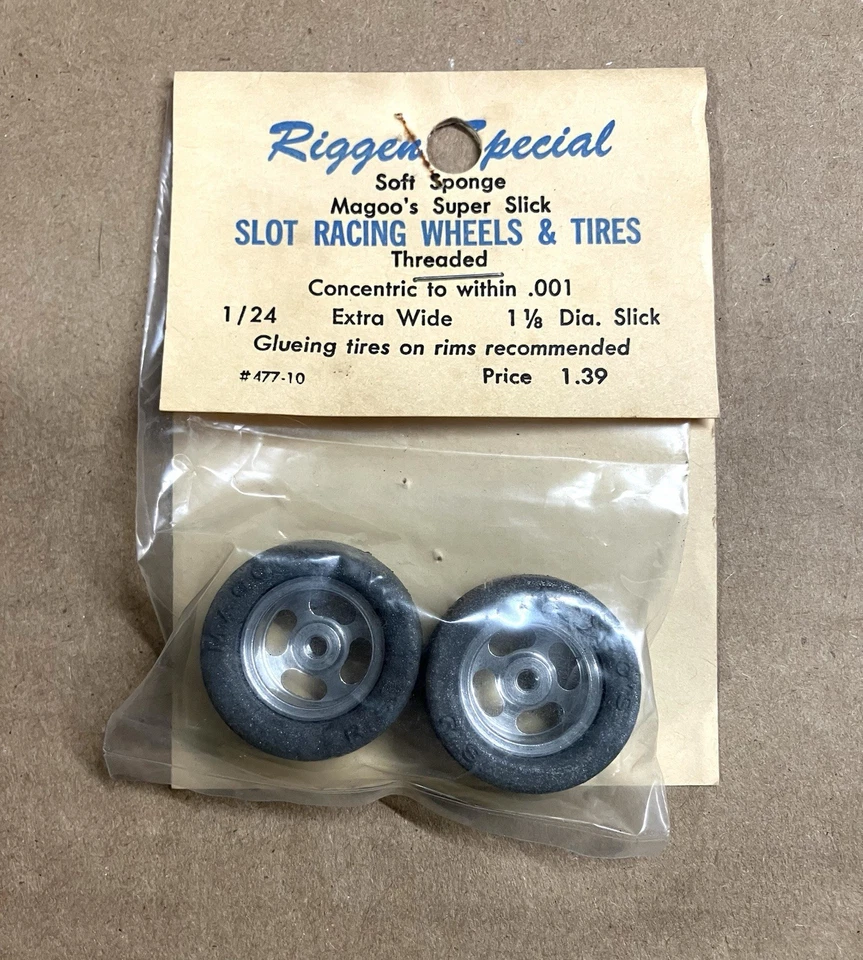 Riggen Special
Soft Sponge
Magoo's Super Slick
SLOT RACING WHEELS & TIRES
Threaded
Concentric to within .001
1/24 Extra Wide 1⅛ Dia. Slick
Glueing tires on rims recommended
#477-10 Price 1.39